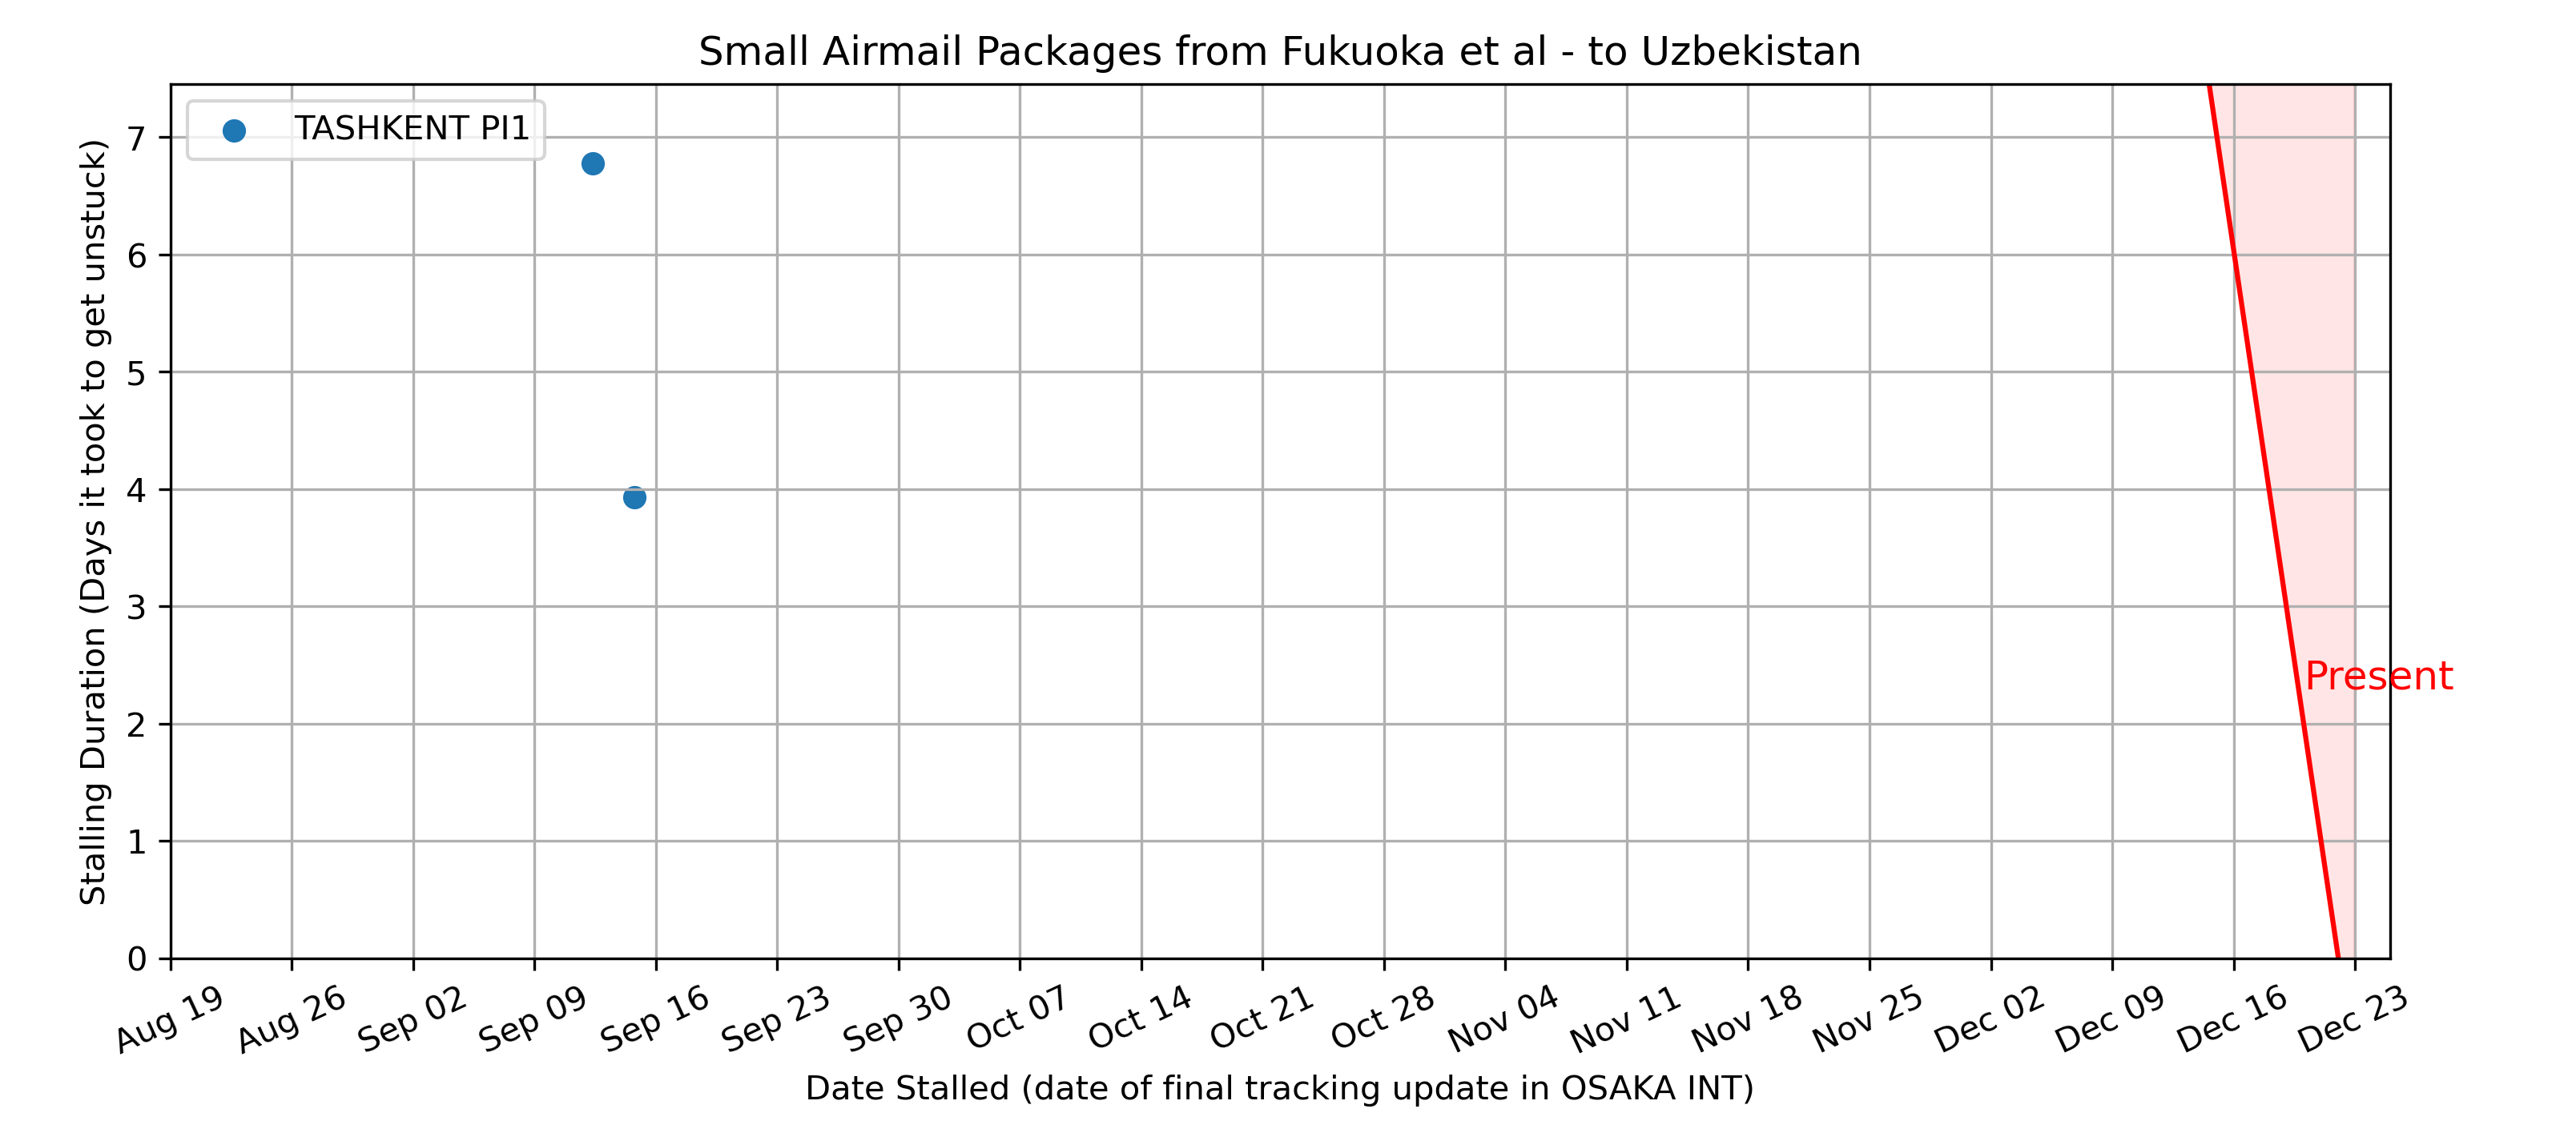 Small Airmail Packages from Fukuoka et al - to Uzbekistan
TASHKENT PI1
Stalling Duration (Days it took to get unstuck)
7
6
5
4
3
2
1
0
Present
Aug 19 Aug 26 Sep 02 Sep 09 Sep 16 Sep 23 Sep 30 Oct 07 Oct 14 Oct 21 Oct 28 Nov 04 Nov 11 Nov 18 Nov 25 Dec 02 Dec 09 Dec 16 Dec 23
Date Stalled (date of final tracking update in OSAKA INT)